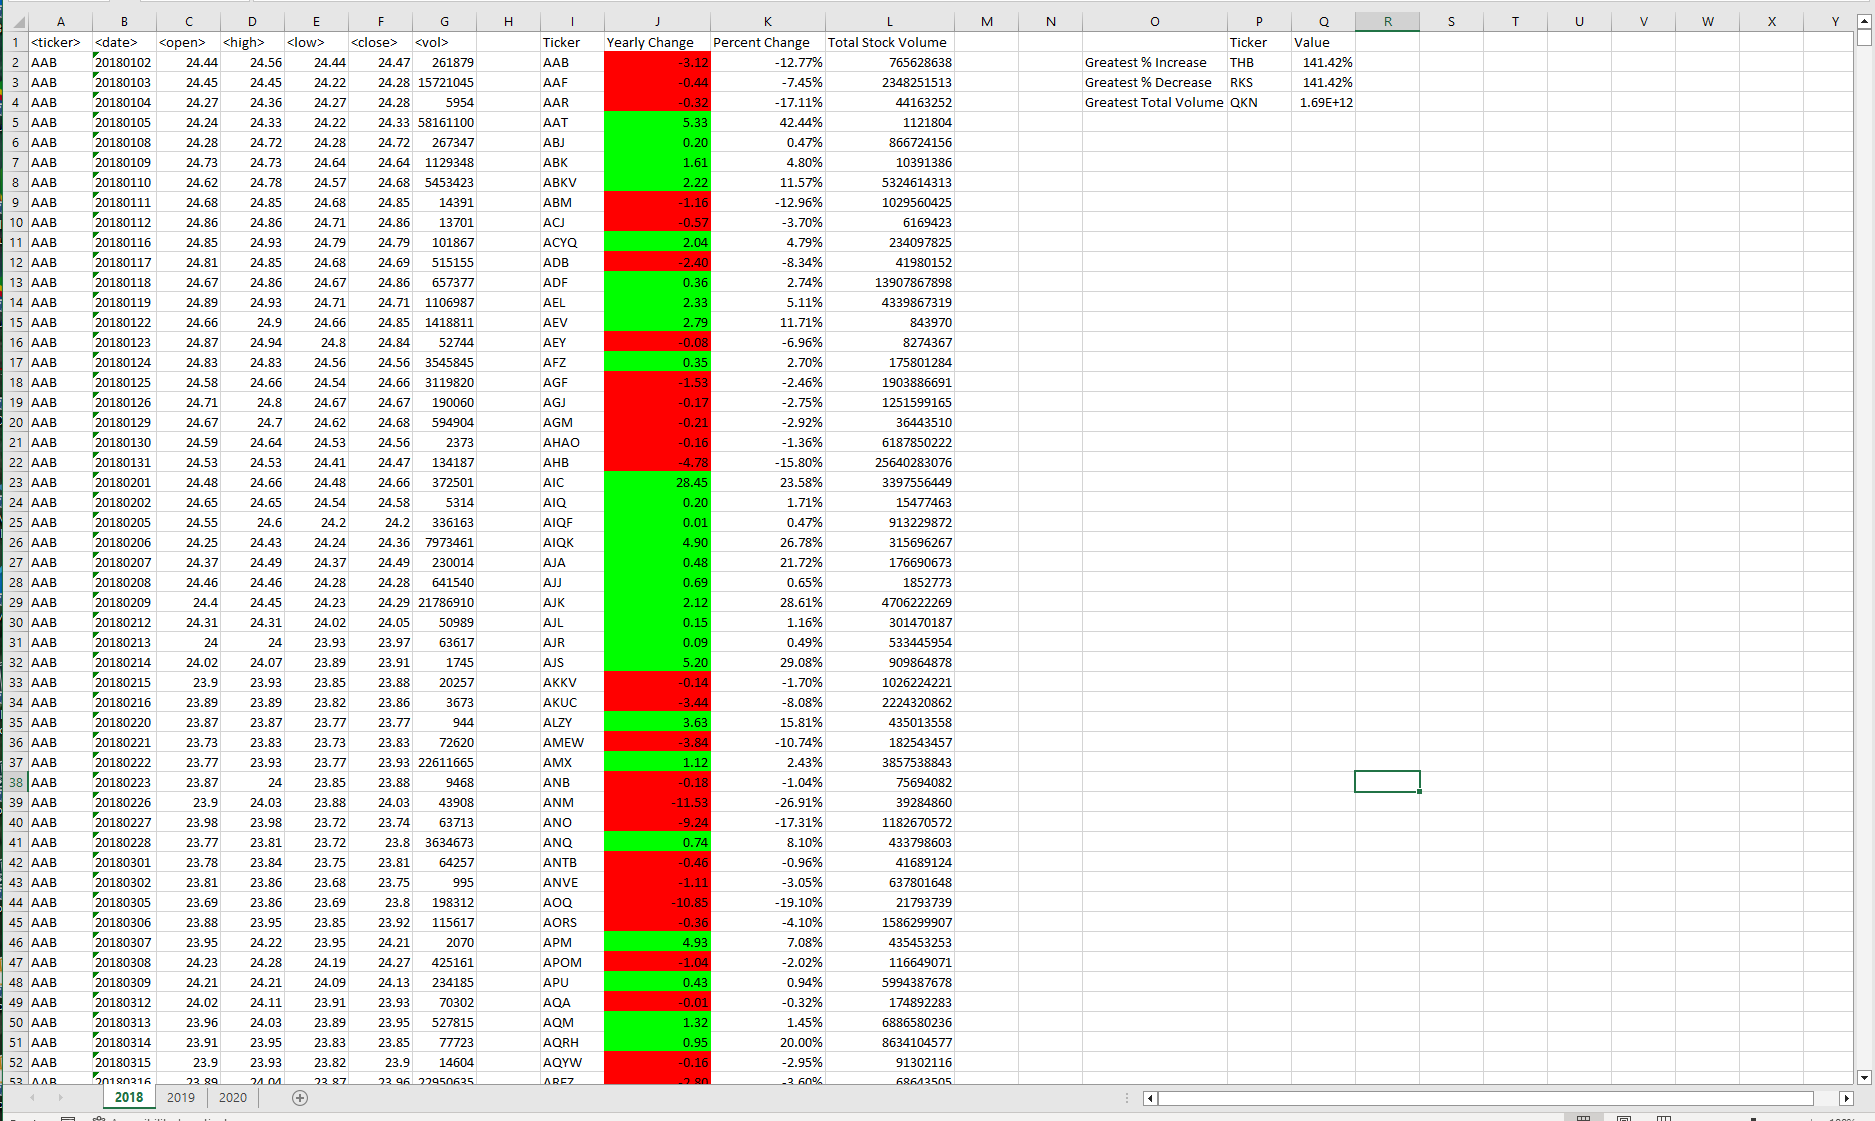 A B C D E F G H I J K L M N O P Q R S T U V W X Y
1 <ticker> <date> <open> <high> <low> <close> <vol> Ticker Yearly Change Percent Change Total Stock Volume Ticker Value
2 AAB 20180102 24.44 24.56 24.44 24.47 261879 AAB -3.12 -12.77% 765628638 Greatest % Increase THB 141.42%
3 AAB 20180103 24.45 24.45 24.22 24.28 15721045 AAF -0.44 -7.45% 2348251513 Greatest % Decrease RKS 141.42%
4 AAB 20180104 24.27 24.36 24.27 24.28 5954 AAR -0.32 -17.11% 44163252 Greatest Total Volume QKN 1.69E+12
5 AAB 20180105 24.24 24.33 24.22 24.33 58161100 AAT 5.33 42.44% 1121804
6 AAB 20180108 24.28 24.72 24.28 24.72 267347 ABJ 0.20 0.47% 866724156
7 AAB 20180109 24.73 24.73 24.64 24.64 1129348 ABK 1.61 4.80% 10391386
8 AAB 20180110 24.62 24.78 24.57 24.68 5453423 ABKV 2.22 11.57% 5324614313
9 AAB 20180111 24.68 24.85 24.68 24.85 14391 ABM -1.16 -12.96% 1029560425
10 AAB 20180112 24.86 24.86 24.71 24.86 13701 ACJ -0.57 -3.70% 6169423
11 AAB 20180116 24.85 24.93 24.79 24.79 101867 ACYQ 2.04 4.79% 234097825
12 AAB 20180117 24.81 24.85 24.68 24.69 515155 ADB -2.40 -8.34% 41980152
13 AAB 20180118 24.67 24.86 24.67 24.86 657377 ADF 0.36 2.74% 13907867898
14 AAB 20180119 24.89 24.93 24.71 24.71 1106987 AEL 2.33 5.11% 4339867319
15 AAB 20180122 24.66 24.9 24.66 24.85 1418811 AEV 2.79 11.71% 843970
16 AAB 20180123 24.87 24.94 24.8 24.84 52744 AEY -0.08 -6.96% 8274367
17 AAB 20180124 24.83 24.83 24.56 24.56 3545845 AFZ 0.35 2.70% 175801284
18 AAB 20180125 24.58 24.66 24.54 24.66 3119820 AGF -1.53 -2.46% 1903886691
19 AAB 20180126 24.71 24.8 24.67 24.67 190060 AGJ -0.17 -2.75% 1251599165
20 AAB 20180129 24.67 24.7 24.62 24.68 594904 AGM -0.21 -2.92% 36443510
21 AAB 20180130 24.59 24.64 24.53 24.56 2373 AHAO -0.16 -1.36% 6187850222
22 AAB 20180131 24.53 24.53 24.41 24.47 134187 AHB -4.78 -15.80% 25640283076
23 AAB 20180201 24.48 24.66 24.48 24.66 372501 AIC 28.45 23.58% 3397556449
24 AAB 20180202 24.65 24.65 24.54 24.58 5314 AIQ 0.20 1.71% 15477463
25 AAB 20180205 24.55 24.6 24.2 24.2 336163 AIQF 0.01 0.47% 913229872
26 AAB 20180206 24.25 24.43 24.24 24.36 7973461 AIQK 4.90 26.78% 315696267
27 AAB 20180207 24.37 24.49 24.37 24.49 230014 AJA 0.48 21.72% 176690673
28 AAB 20180208 24.46 24.46 24.28 24.28 641540 AJJ 0.69 0.65% 1852773
29 AAB 20180209 24.4 24.45 24.23 24.29 21786910 AJK 2.12 28.61% 4706222269
30 AAB 20180212 24.31 24.31 24.02 24.05 50989 AJL 0.15 1.16% 301470187
31 AAB 20180213 24 24 23.93 23.97 63617 AJR 0.09 0.49% 533445954
32 AAB 20180214 24.02 24.07 23.89 23.91 1745 AJS 5.20 29.08% 909864878
33 AAB 20180215 23.9 23.93 23.85 23.88 20257 AKKV -0.14 -1.70% 1026224221
34 AAB 20180216 23.89 23.89 23.82 23.86 3673 AKUC -3.44 -8.08% 2224320862
35 AAB 20180220 23.87 23.87 23.77 23.77 944 ALZY 3.63 15.81% 435013558
36 AAB 20180221 23.73 23.83 23.73 23.83 72620 AMEW -3.84 -10.74% 182543457
37 AAB 20180222 23.77 23.93 23.77 23.93 22611665 AMX 1.12 2.43% 3857538843
38 AAB 20180223 23.87 24 23.85 23.88 9468 ANB -0.18 -1.04% 75694082
39 AAB 20180226 23.9 24.03 23.88 24.03 43908 ANM -11.53 -26.91% 39284860
40 AAB 20180227 23.98 23.98 23.72 23.74 63713 ANO -9.24 -17.31% 1182670572
41 AAB 20180228 23.77 23.81 23.72 23.8 3634673 ANQ 0.74 8.10% 433798603
42 AAB 20180301 23.78 23.84 23.75 23.81 64257 ANTB -0.46 -0.96% 41689124
43 AAB 20180302 23.81 23.86 23.68 23.75 995 ANVE -1.11 -3.05% 637801648
44 AAB 20180305 23.69 23.86 23.69 23.8 198312 AOQ -10.85 -19.10% 21793739
45 AAB 20180306 23.88 23.95 23.85 23.92 115617 AORS -0.36 -4.10% 1586299907
46 AAB 20180307 23.95 24.22 23.95 24.21 2070 APM 4.93 7.08% 435453253
47 AAB 20180308 24.23 24.28 24.19 24.27 425161 APOM -1.04 -2.02% 116649071
48 AAB 20180309 24.21 24.21 24.09 24.13 234185 APU 0.43 0.94% 5994387678
49 AAB 20180312 24.02 24.11 23.91 23.93 70302 AQA -0.01 -0.32% 174892283
50 AAB 20180313 23.96 24.03 23.89 23.95 527815 AQM 1.32 1.45% 6886580236
51 AAB 20180314 23.91 23.95 23.83 23.85 77723 AQRH 0.95 20.00% 8634104577
52 AAB 20180315 23.9 23.93 23.82 23.9 14604 AQYW -0.16 -2.95% 91302116
53 AAB 20180316 23.89 24.04 23.87 23.96 22950635 -2.80 -3.60% 68643505
2018 2019 2020